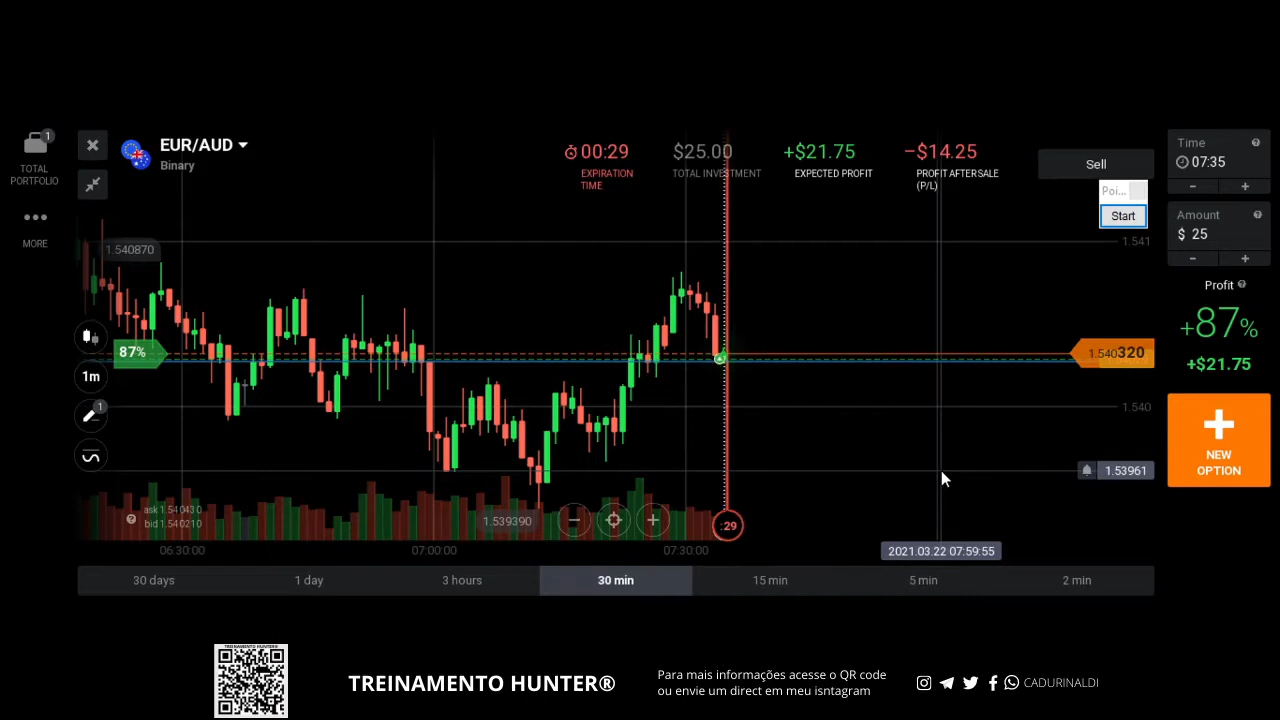 1
TOTAL
PORTFOLIO
MORE
EUR/AUD
Binary
00:29
EXPIRATION
TIME
$25.00
TOTAL INVESTMENT
+$21.75
EXPECTED PROFIT
−$14.25
PROFIT AFTER SALE
(P/L)
Sell
Poi...
Start
Time
07:35
Amount
$ 25
Profit
+87%
+$21.75
NEW
OPTION
1.540870
1.541
87%
1.540320
1m
1
1.540
1.53961
ask 1.540430
bid 1.540210
1.539390
:29
06:30:00
07:00:00
07:30:00
2021.03.22 07:59:55
30 days
1 day
3 hours
30 min
15 min
5 min
2 min
TREINAMENTO HUNTER®
TREINAMENTO HUNTER®
Para mais informações acesse o QR code
ou envie um direct em meu isntagram
CADURINALDI